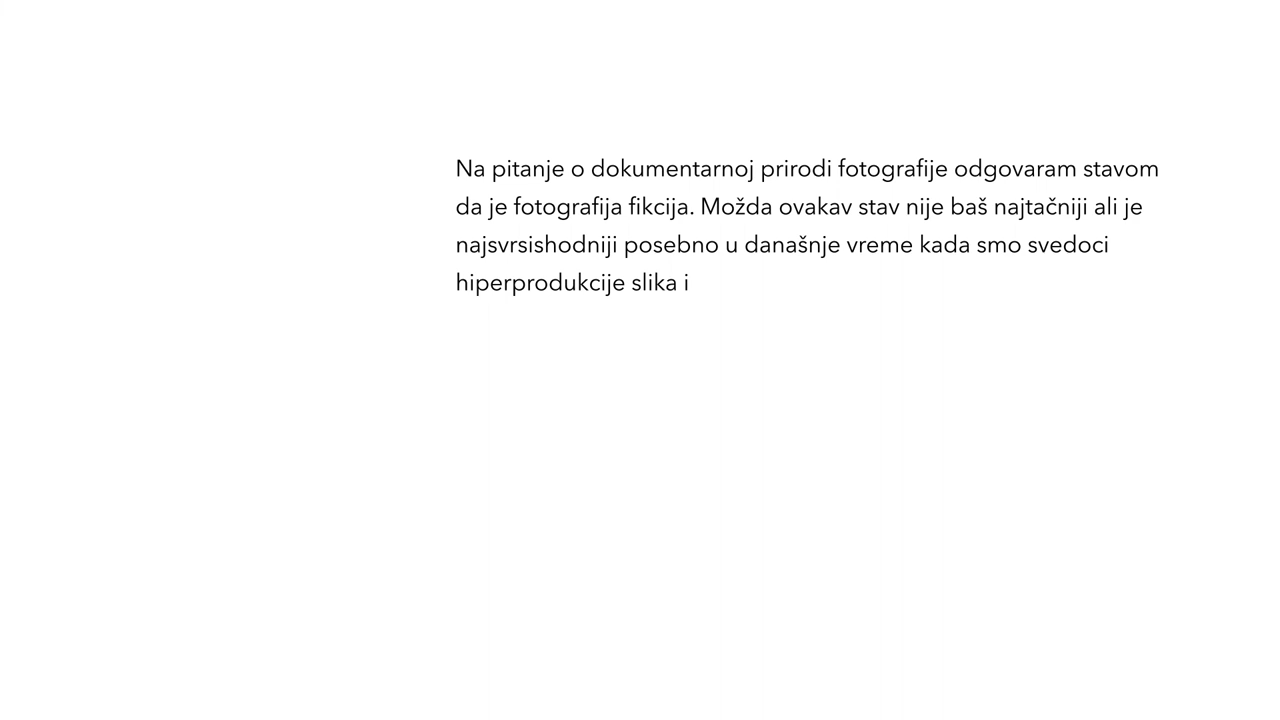 Na pitanje o dokumentarnoj prirodi fotografije odgovaram stavom
da je fotografija fikcija. Možda ovakav stav nije baš najtačniji ali je
najsvrsishodniji posebno u današnje vreme kada smo svedoci
hiperprodukcije slika i